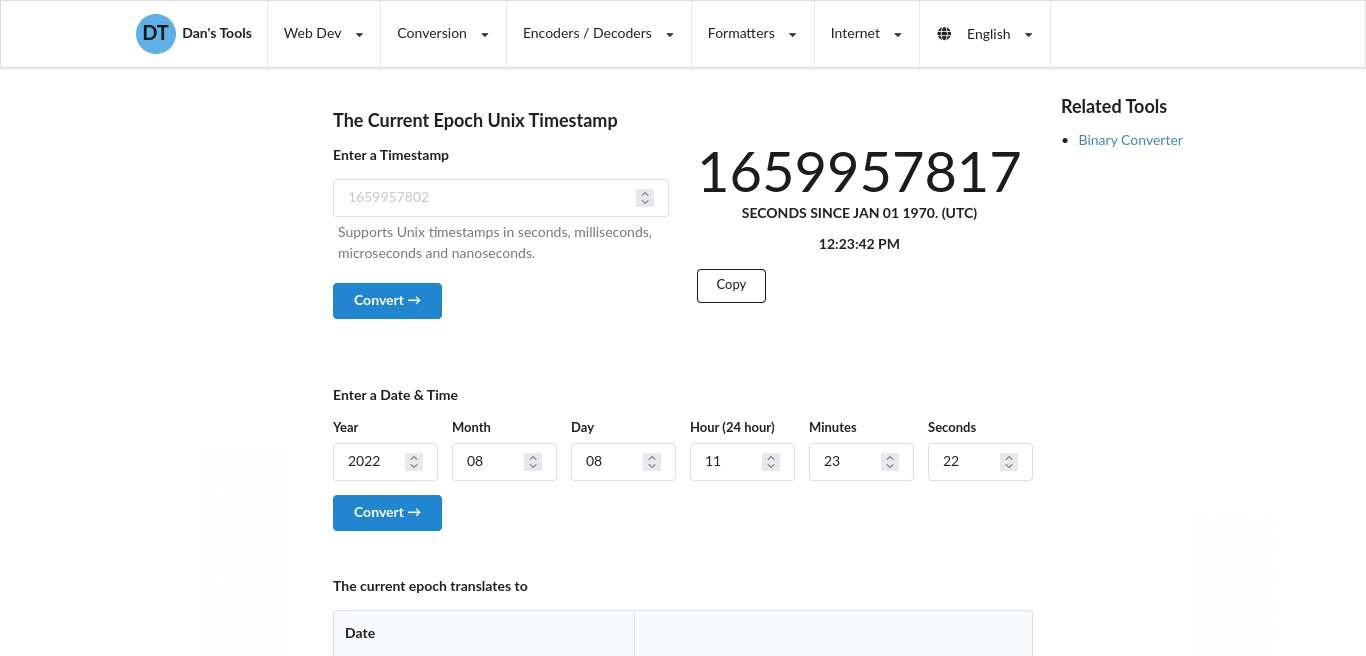 DT Dan's Tools Web Dev Conversion Encoders / Decoders Formatters Internet English
The Current Epoch Unix Timestamp
Enter a Timestamp
1659957802
Supports Unix timestamps in seconds, milliseconds,
microseconds and nanoseconds.
Convert →
1659957817
SECONDS SINCE JAN 01 1970. (UTC)
12:23:42 PM
Copy
Related Tools
• Binary Converter
Enter a Date & Time
Year Month Day Hour (24 hour) Minutes Seconds
2022 08 08 11 23 22
Convert →
The current epoch translates to
Date